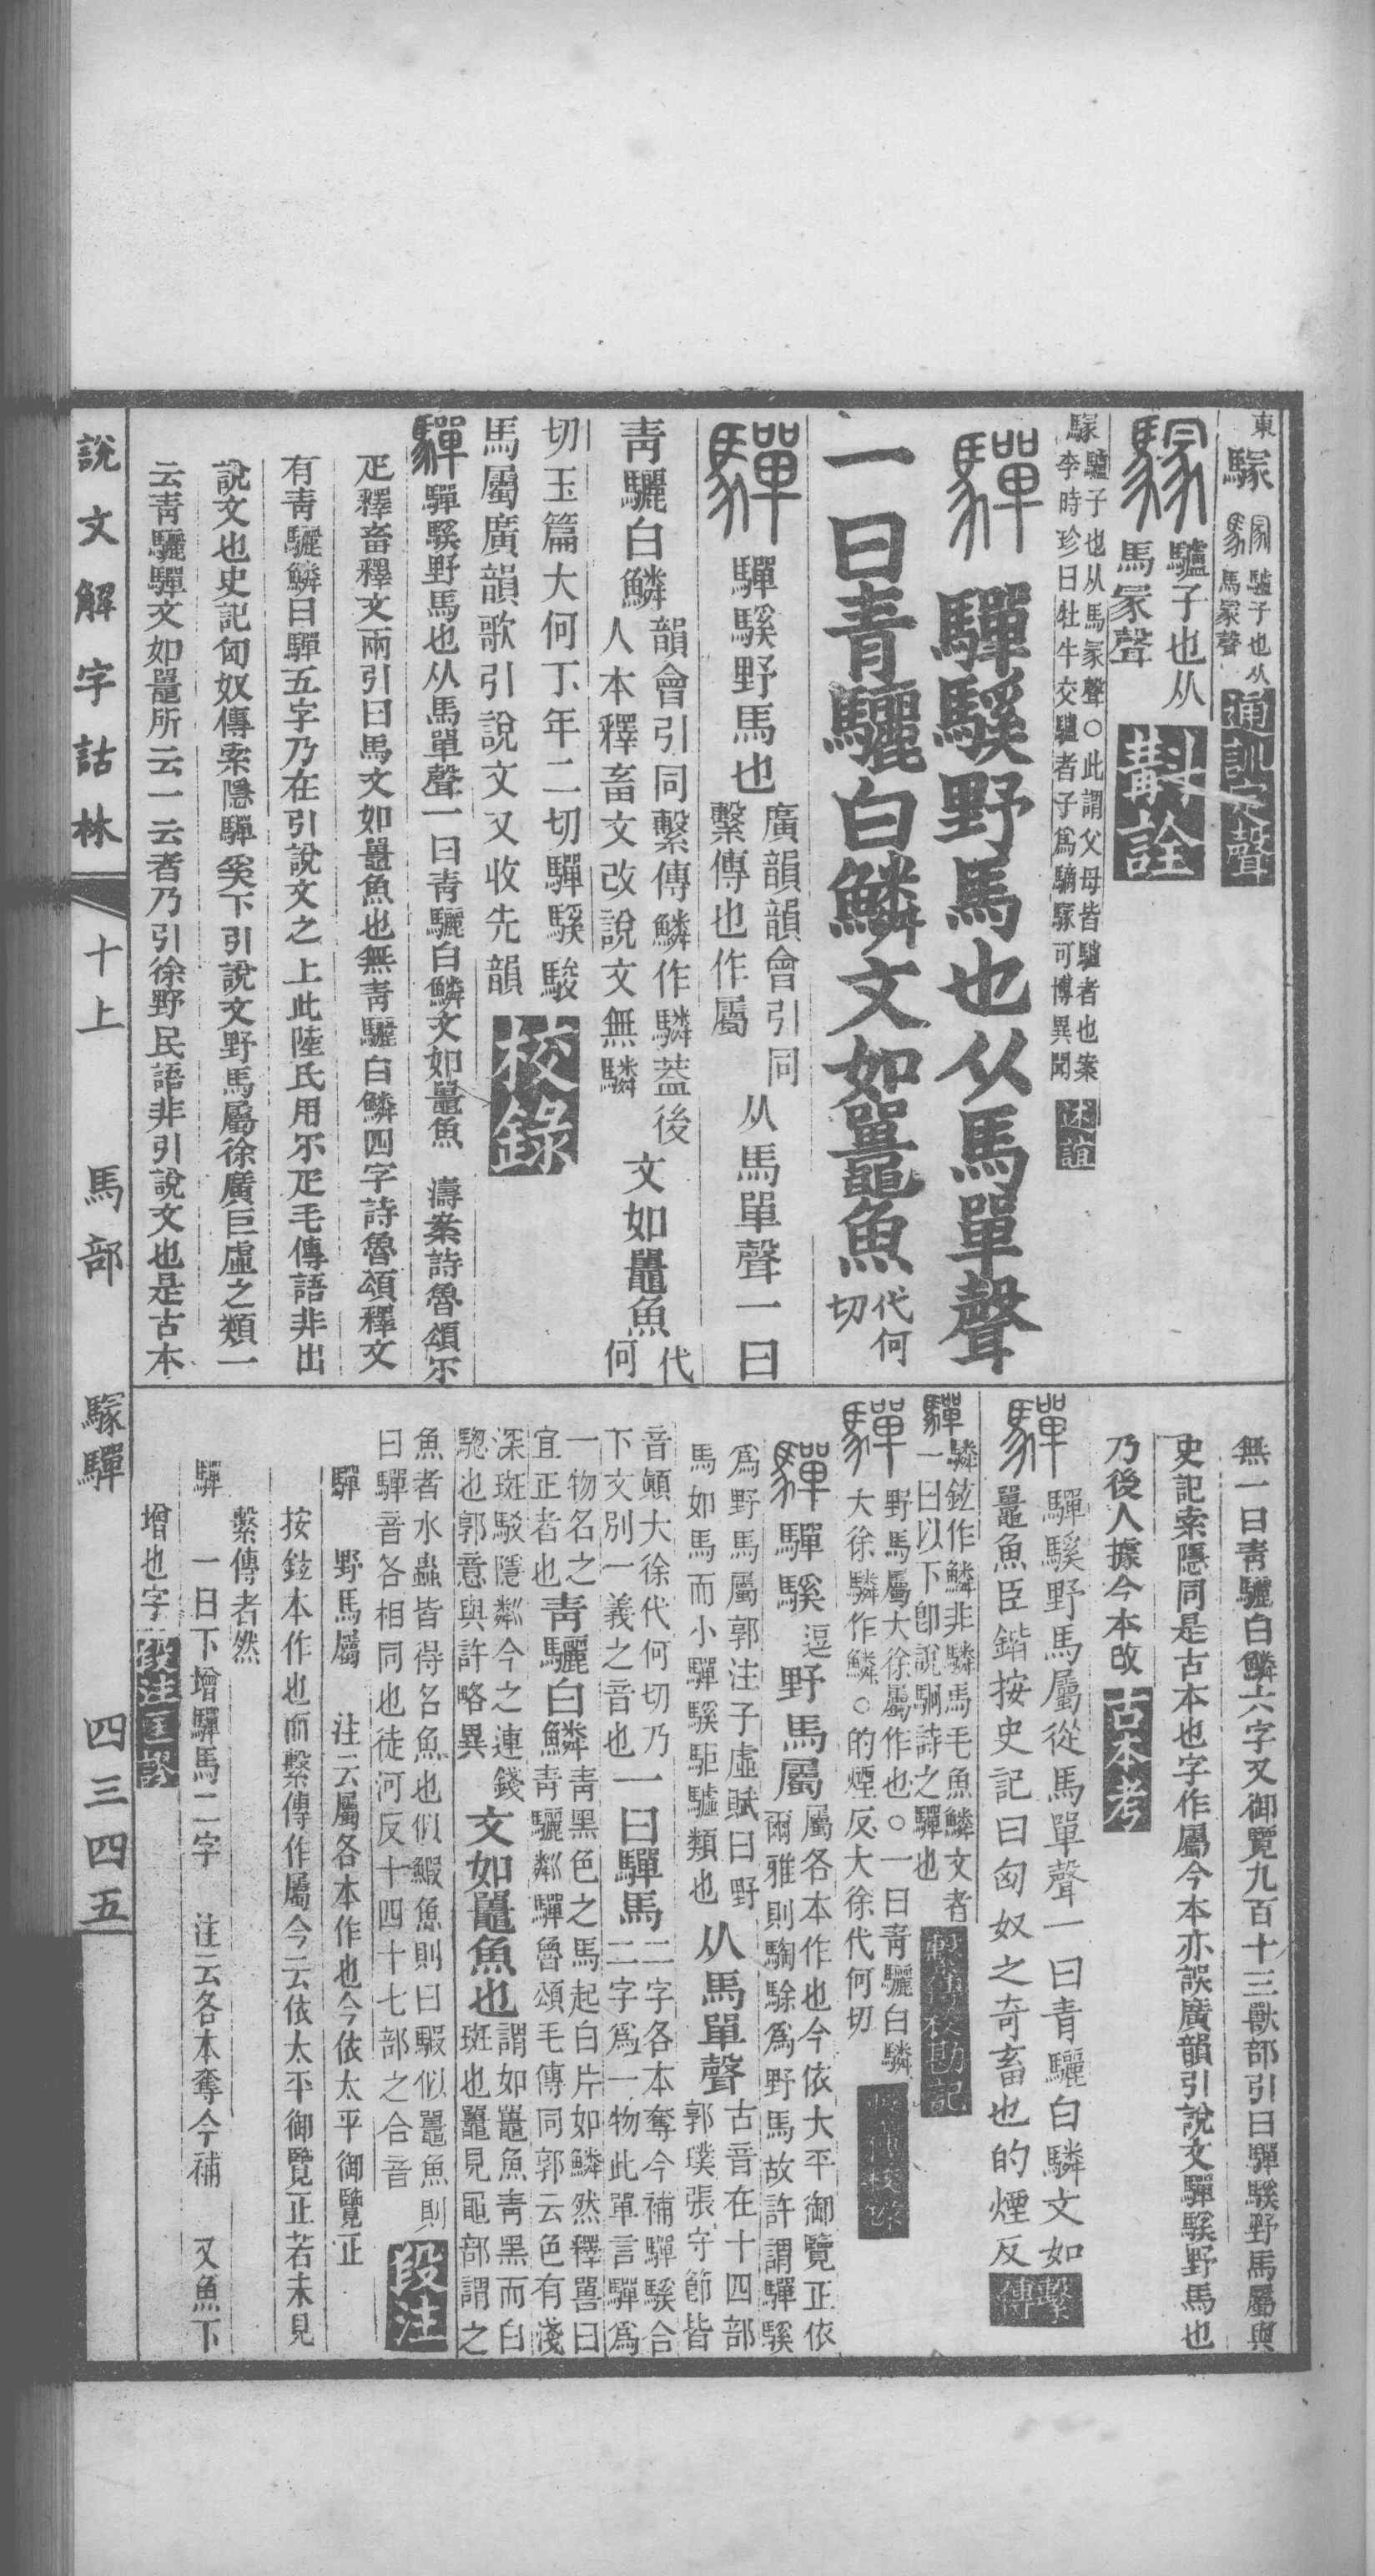 東
騄
驢子也从
馬冡聲
通訓定聲
驢子也从
馬冡聲
斠詮
騄驢子也从馬冡聲○此謂父母皆驢者也案
李時珍曰牡牛交驢者子爲騊騄可博異聞
述誼
驒騱野馬也从馬單聲
一曰青驪白鱗文如鼉魚代何
切
驒騱野馬也
廣韻韻會引同
繫傳也作屬
从馬單聲一曰
青驪白鱗
韻會引同繫傳鱗作驎蓋後
人本釋畜文改說文無驎
文如鼉魚
代
何
切玉篇大何丁年二切驒騱駿
馬屬廣韻歌引說文又收先韻
校錄
驒驒騱野馬也从馬單聲一曰青驪白鱗文如鼉魚 濤案詩魯頌尒
疋釋畜釋文兩引曰馬文如鼉魚也無青驪白鱗四字詩魯頌釋文
有青驪鱗曰驒五字乃在引說文之上此陸氏用尒疋毛傳語非出
說文也史記匈奴傳索隱驒奚下引說文野馬屬徐廣巨虛之類一
云青驪驒文如鼉所云一云者乃引徐野民語非引說文也是古本
無一曰青驪白鱗六字又御覽九百十三獸部引曰驒騱野馬屬與
史記索隱同是古本也字作屬今本亦誤廣韻引說文驒騱野馬也
乃後人據今本改
古本考
驒騱野馬屬從馬單聲一曰青驪白驎文如
鼉魚臣鍇按史記曰匈奴之奇畜也的煙反
繫傳
驒驎鉉作鱗非驎馬毛魚鱗文者
一曰以下卽說駉詩之驒也
繫傳校勘記
野馬屬大徐屬作也○一曰青驪白驎
大徐驎作鱗○的煙反大徐代何切
驒騱逗野馬屬
屬各本作也今依大平御覽正依
爾雅則騊駼爲野馬故許謂驒騱
爲野馬屬郭注子虛賦曰野
馬如馬而小驒騱駏驉類也
从馬單聲
古音在十四部
郭璞張守節皆
音顚大徐代何切乃
下文別一義之音也
一曰驒馬
二字各本奪今補驒騱合
二字爲一物此單言驒爲
一物名之
宜正者也
青驪白鱗
青黑色之馬起白片如鱗然釋嘼曰
青驪粼驒魯頌毛傳同郭云色有淺
深斑駁隱粼今之連錢
驄也郭意與許略異
文如鼉魚也
謂如鼉魚青黑而白
斑也鼉見黽部謂之
魚者水蟲皆得名魚也似鰕魚則曰騢似鼉魚則
曰驒音各相同也徒河反十四十七部之合音
段注
驒 野馬屬 注云屬各本作也今依太平御覽正
按鉉本作也而繫傳作屬今云依太平御覽正若未見
繫傳者然
驒 一曰下增驒馬二字 注云各本奪今補 又魚下
增也字
段注匡謬
說文解字詁林
十上
馬部
騄驒
四三四五